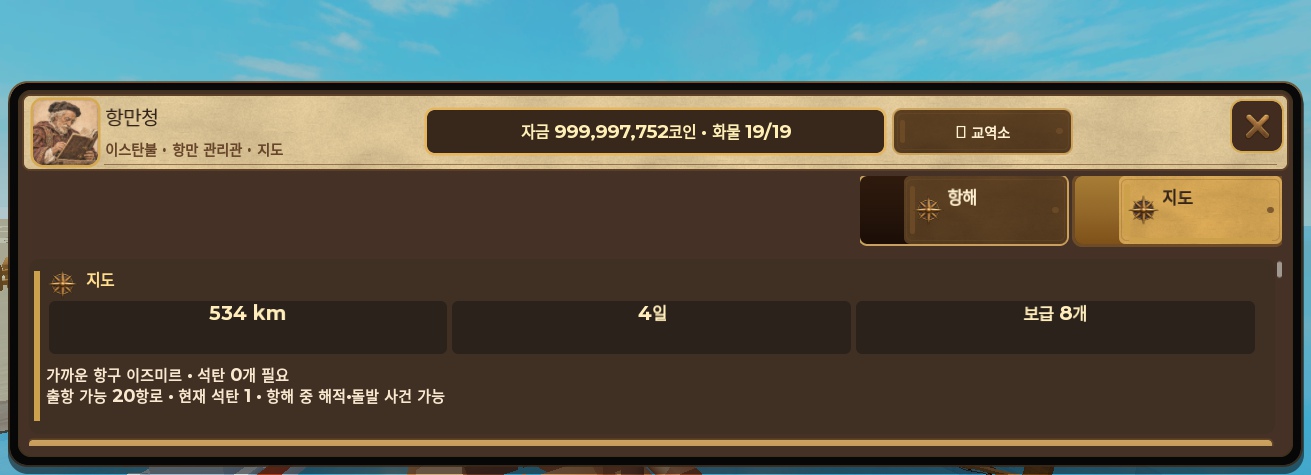 항만청
이스탄불 • 항만 관리관 • 지도
자금 999,997,752코인 • 화물 19/19
교역소
항해
지도
지도
534 km
4일
보급 8개
가까운 항구 이즈미르 • 석탄 0개 필요
출항 가능 20항로 • 현재 석탄 1 • 항해 중 해적•돌발 사건 가능